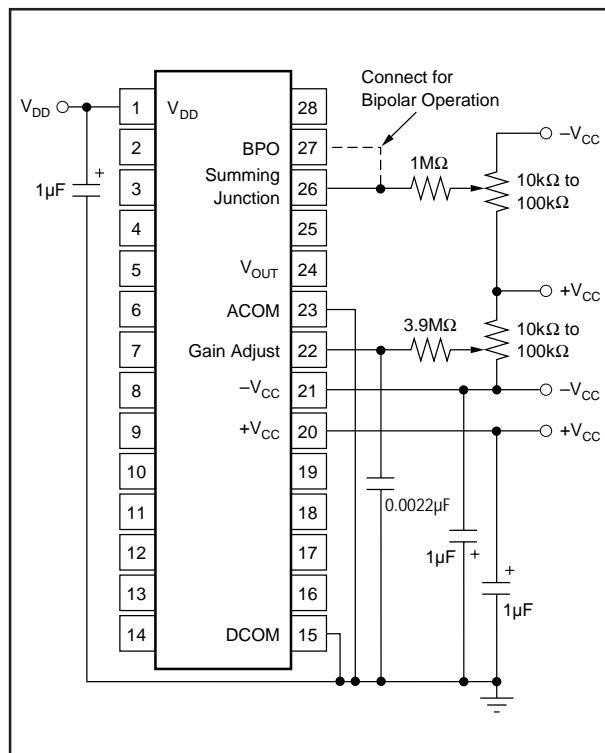 Connect for
Bipolar Operation
V_DD
1
V_DD
28
-V_CC
2
BPO
27
1MΩ
1µF
+
3
Summing
Junction
26
10kΩ to
100kΩ
4
25
5
V_OUT
24
6
ACOM
23
+V_CC
3.9MΩ
7
Gain Adjust
22
10kΩ to
100kΩ
8
–V_CC
21
–V_CC
9
+V_CC
20
+V_CC
10
19
0.0022µF
11
18
12
17
1µF
+
13
16
+
1µF
14
DCOM
15